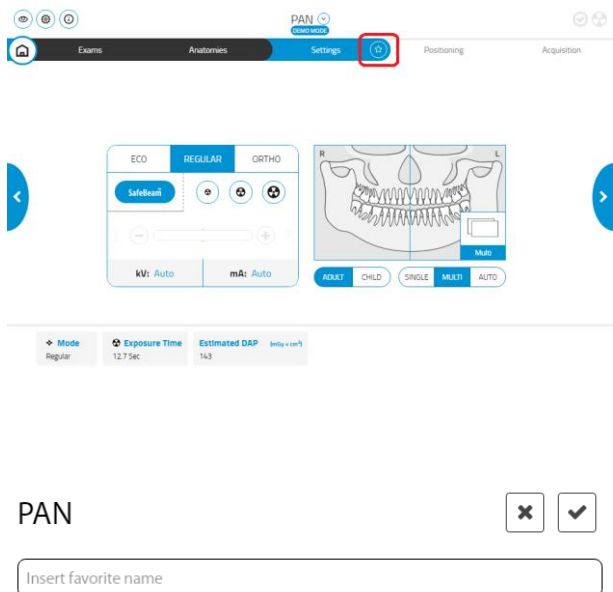 PAN
DEMO MODE
Exams Anatomies Settings Positioning Acquisition
ECO REGULAR ORTHO
SafeBeam
R L
Multi
kV: Auto mA: Auto
ADULT CHILD SINGLE MULTI AUTO
Mode Exposure Time Estimated DAP (mGy × cm²)
Regular 12.7 Sec 143
PAN
Insert favorite name